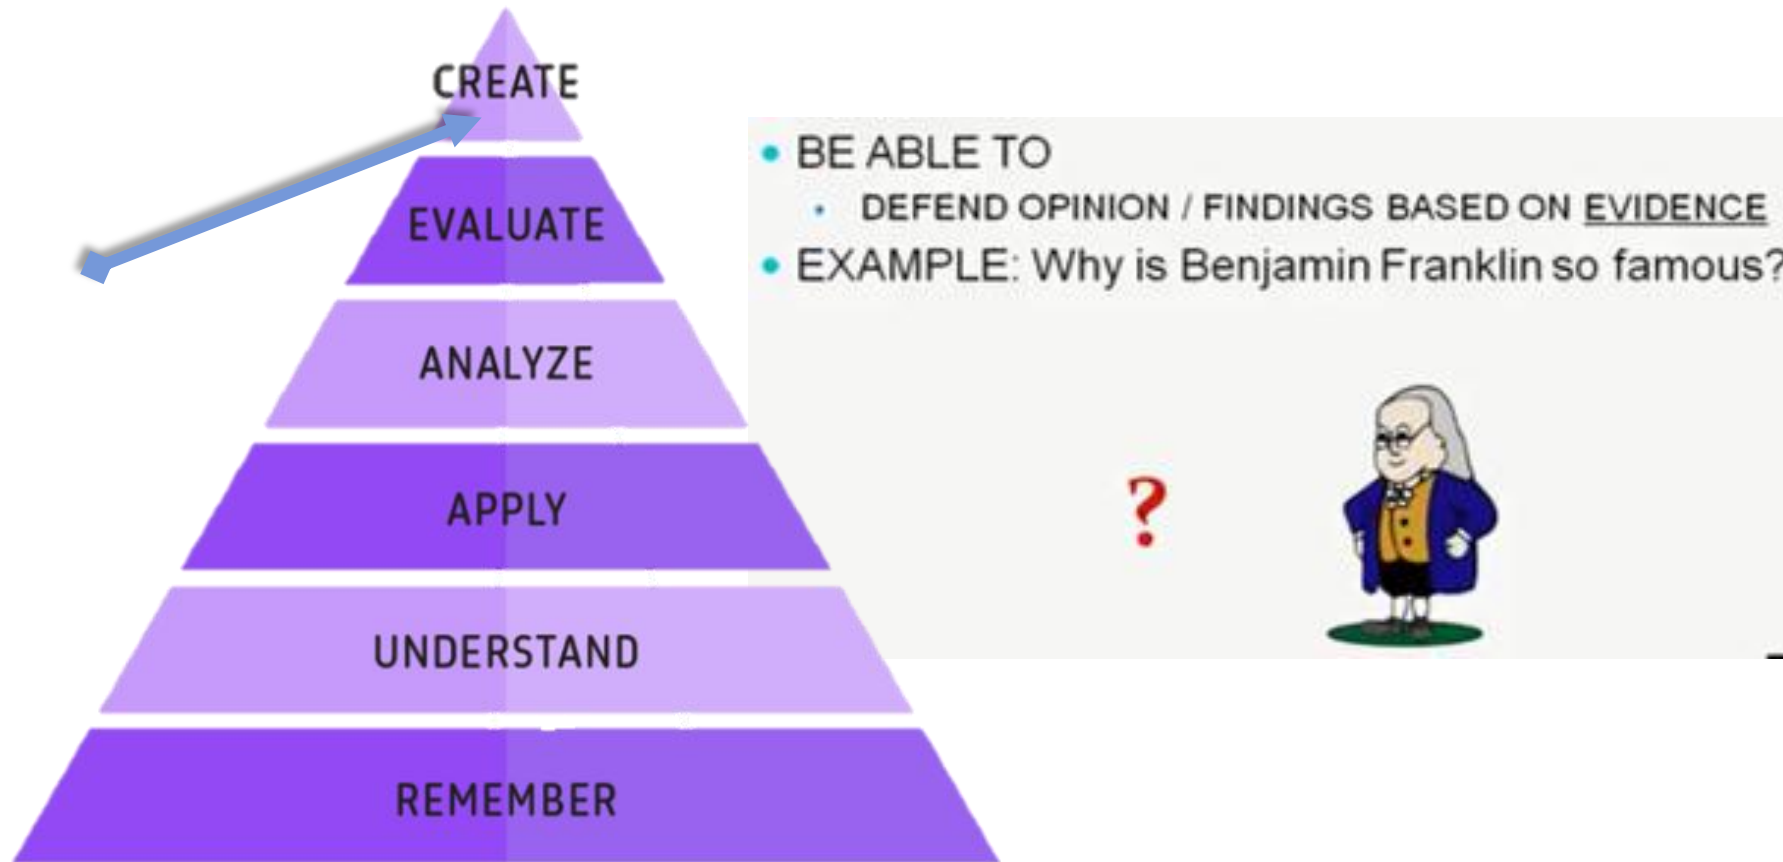 CREATE
EVALUATE
ANALYZE
APPLY
UNDERSTAND
REMEMBER
• BE ABLE TO
• DEFEND OPINION / FINDINGS BASED ON EVIDENCE
• EXAMPLE: Why is Benjamin Franklin so famous?
?